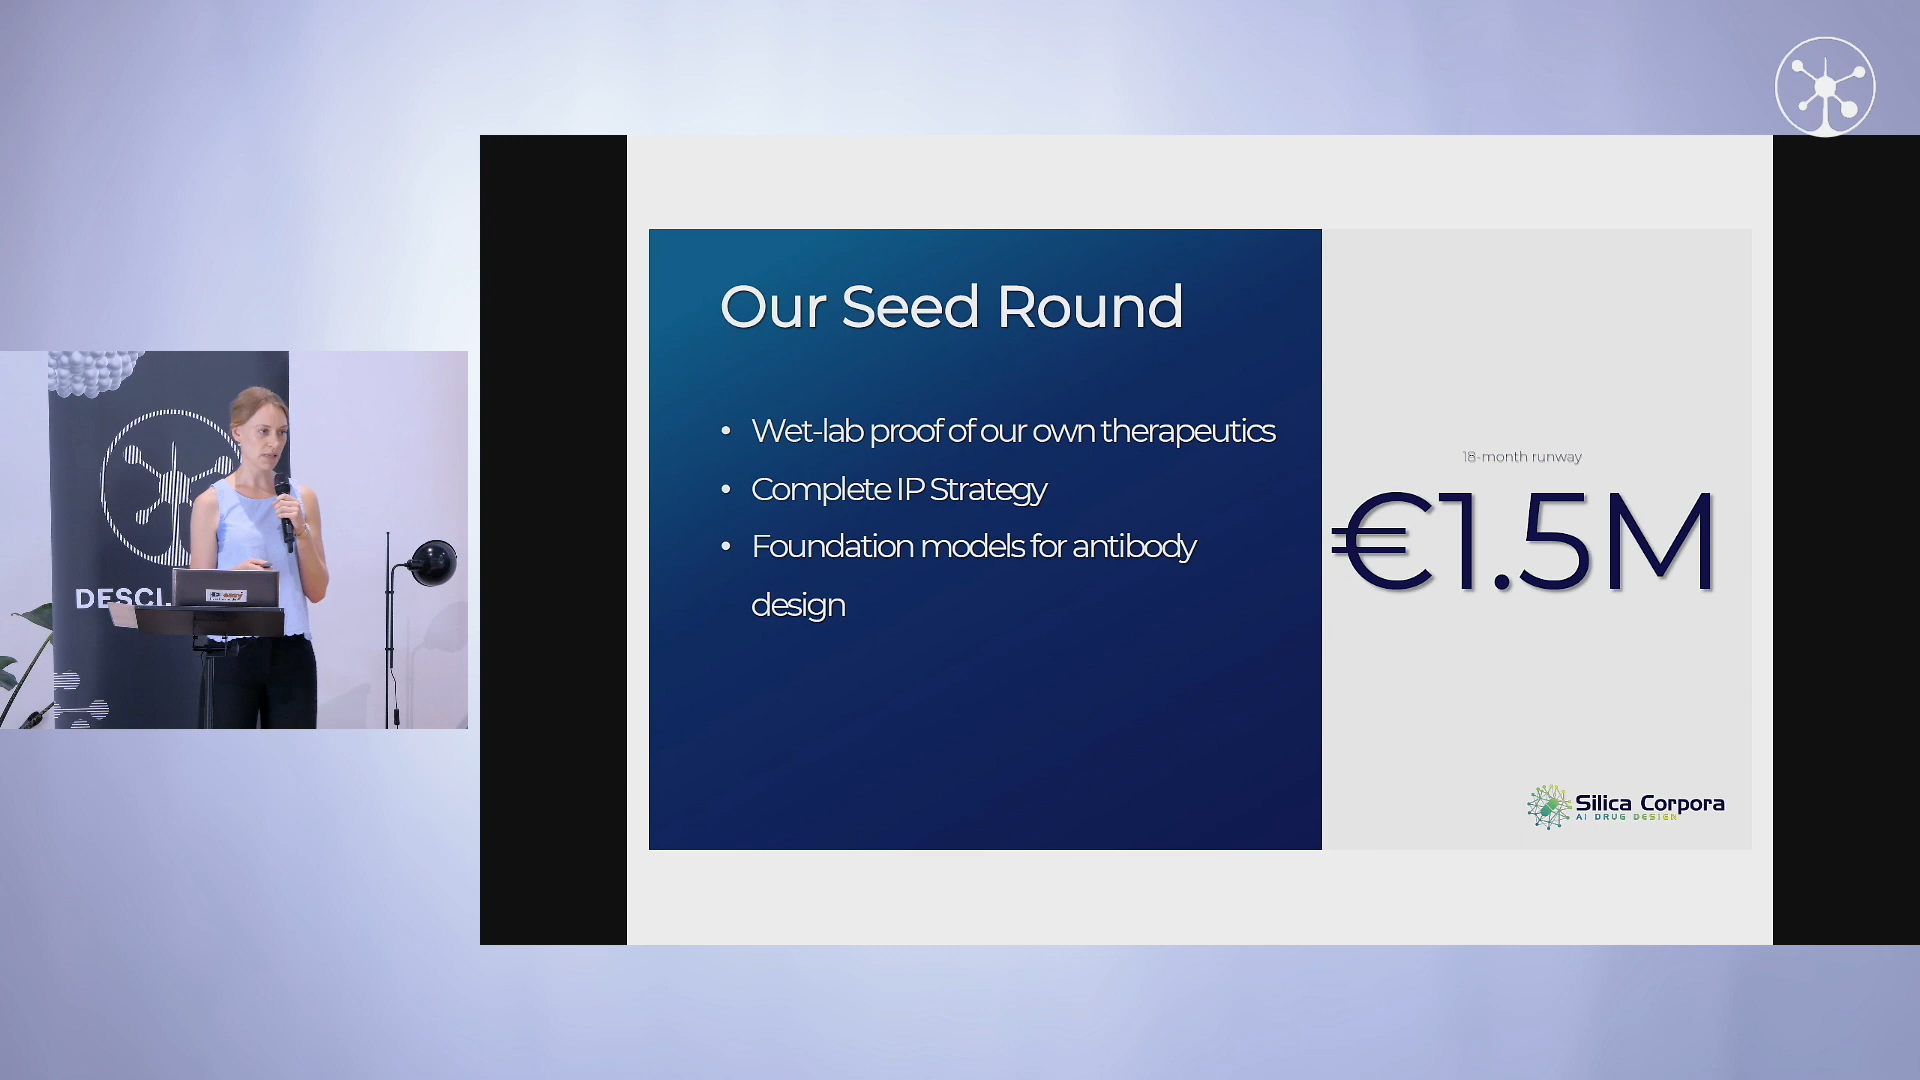 Our Seed Round
• Wet-lab proof of our own therapeutics
• Complete IP Strategy
• Foundation models for antibody
design
18-month runway
€1.5M
Silica Corpora
AI DRUG DESIGN
DESCI